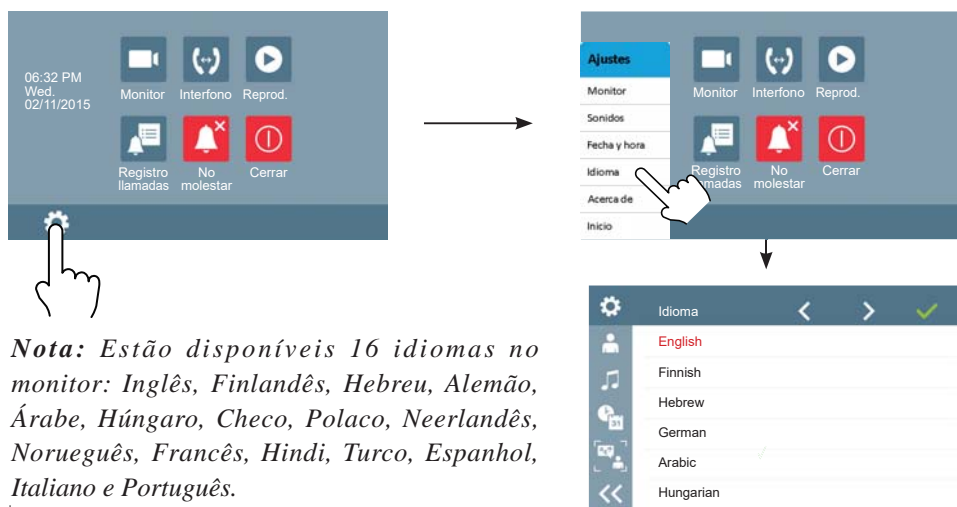 06:32 PM
Wed.
02/11/2015
Monitor Interfono Reprod.
Registro
llamadas
No
molestar
Cerrar
Ajustes
Monitor
Sonidos
Fecha y hora
Idioma
Acerca de
Inicio
Monitor Interfono Reprod.
Registro
amadas
No
molestar
Cerrar
Nota: Estão disponíveis 16 idiomas no
monitor: Inglês, Finlandês, Hebreu, Alemão,
Árabe, Húngaro, Checo, Polaco, Neerlandês,
Norueguês, Francês, Hindi, Turco, Espanhol,
Italiano e Português.
Idioma
English
Finnish
Hebrew
German
Arabic
Hungarian
31